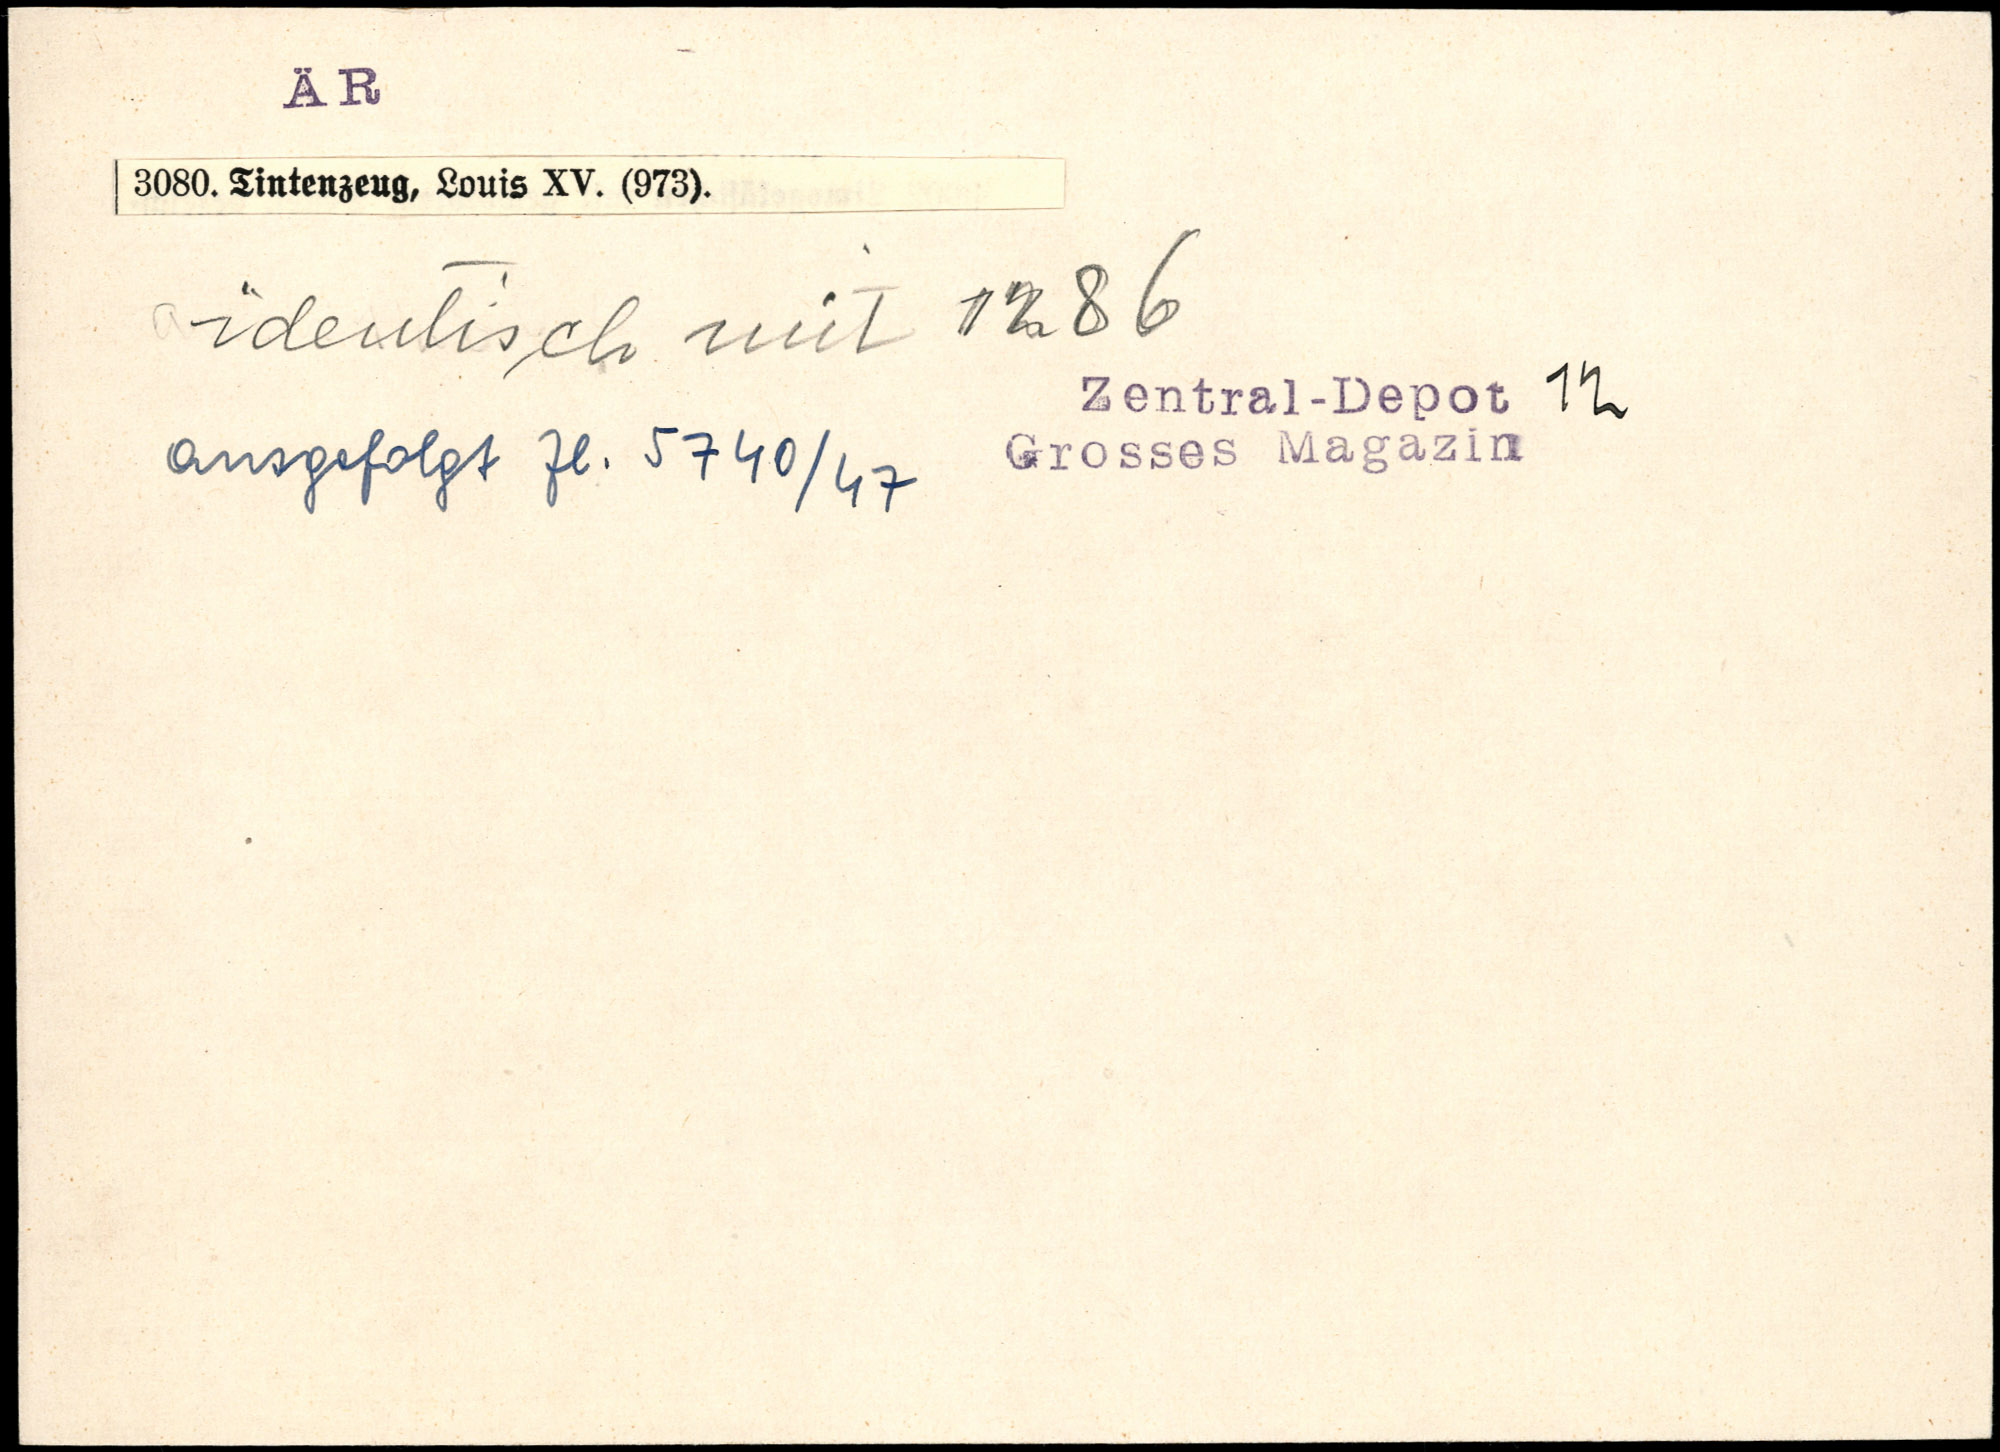 ÄR
3080. Tintenzeug, Louis XV. (973).
identisch mit 1286
Zentral-Depot 12
Grosses Magazin
ausgefolgt Zl. 5740/47